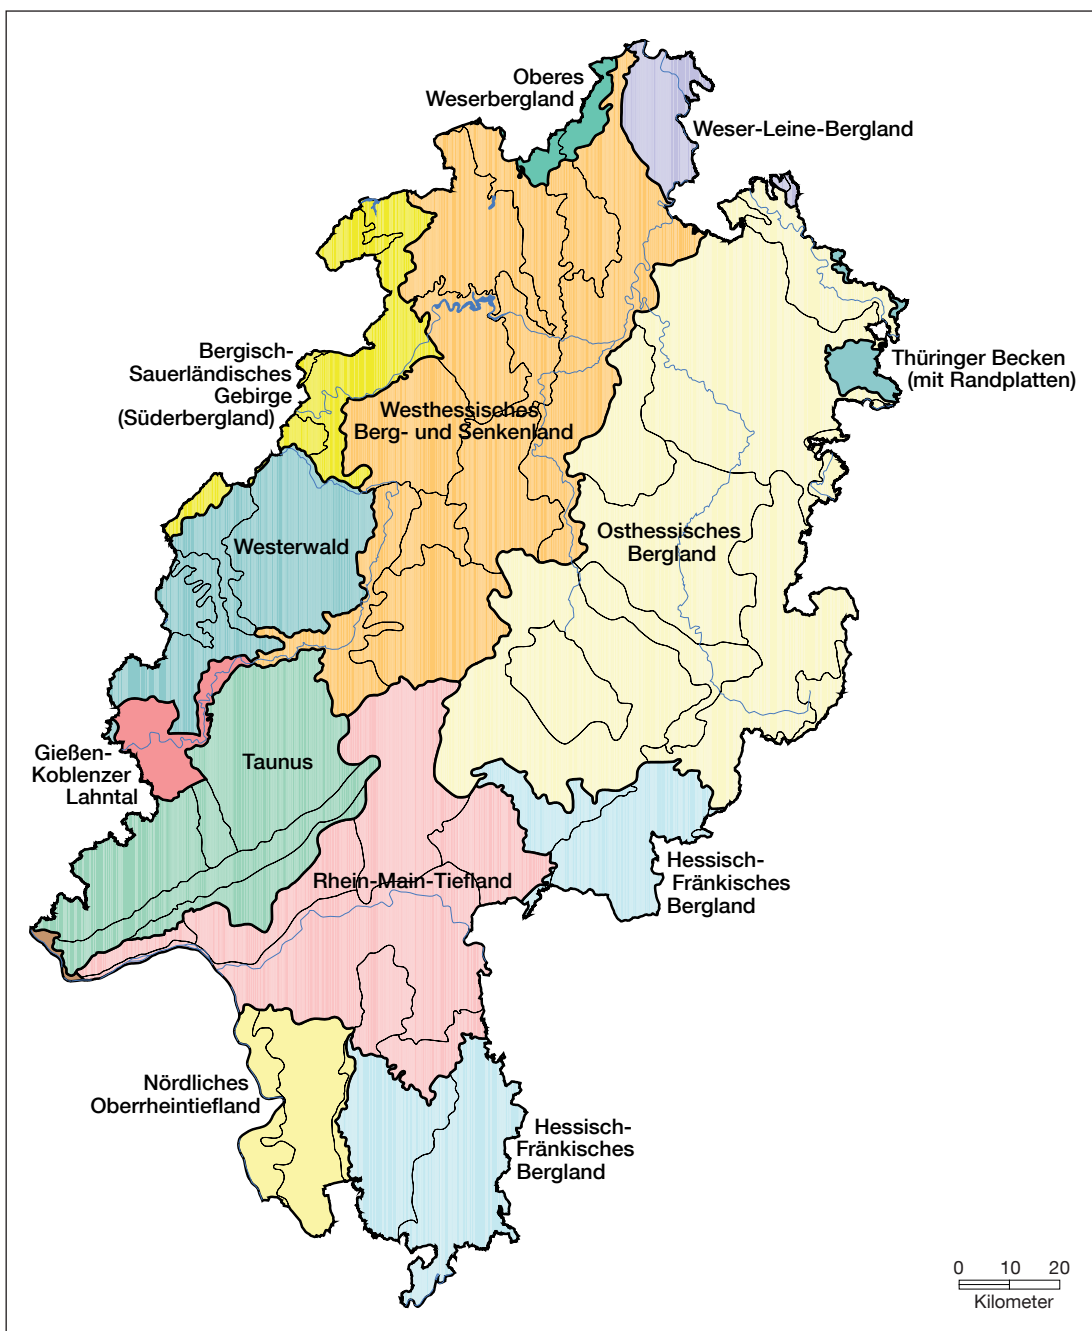 Oberes
Weserbergland
Weser-Leine-Bergland
Bergisch-
Sauerländisches
Gebirge
(Süderbergland)
Thüringer Becken
(mit Randplatten)
Westhessisches
Berg- und Senkenland
Osthessisches
Bergland
Westerwald
Gießen-
Koblenzer
Lahntal
Taunus
Rhein-Main-Tiefland
Hessisch-
Fränkisches
Bergland
Nördliches
Oberrheintiefland
Hessisch-
Fränkisches
Bergland
0 10 20
Kilometer